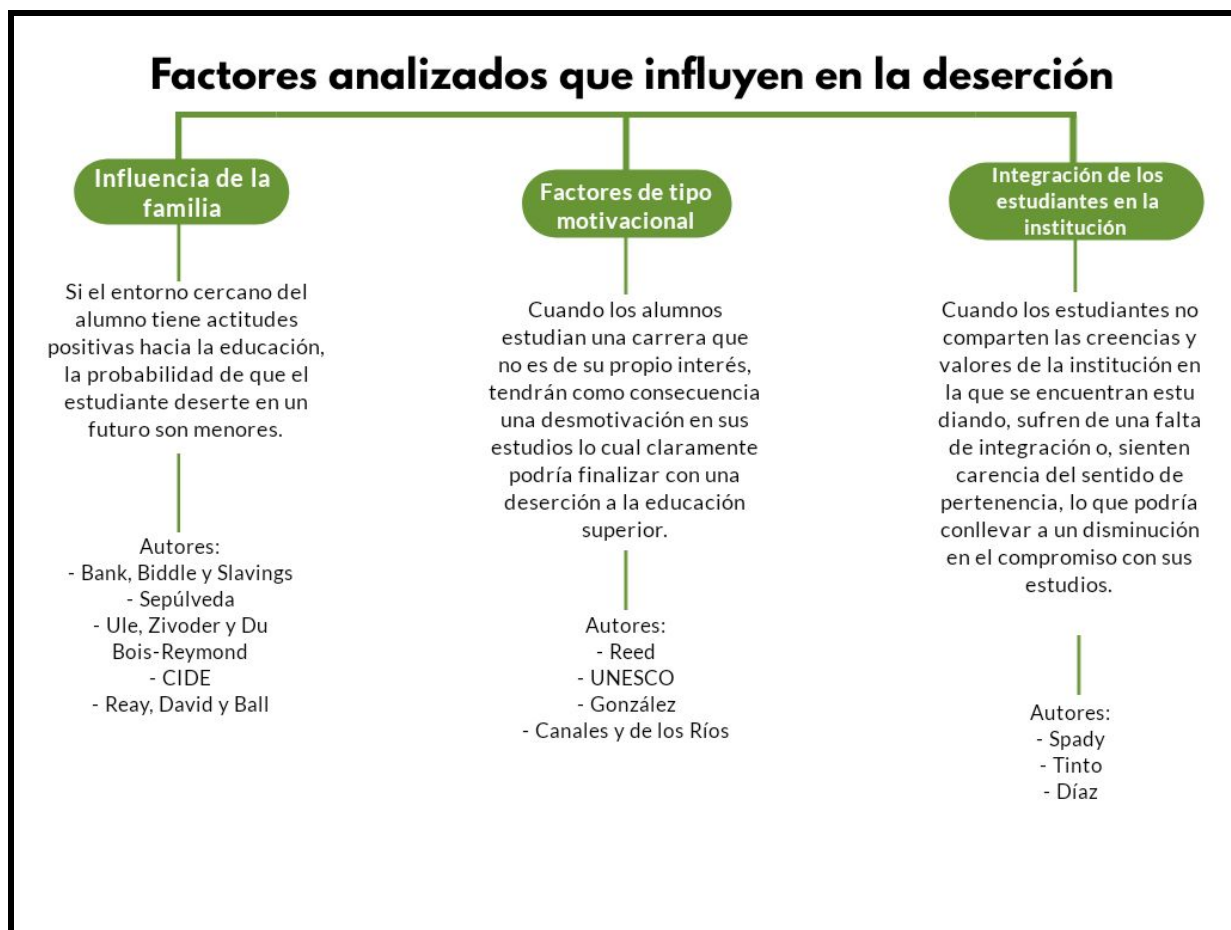 Factores analizados que influyen en la deserción
Influencia de la
familia
Si el entorno cercano del
alumno tiene actitudes
positivas hacia la educación,
la probabilidad de que el
estudiante deserte en un
futuro son menores.
Autores:
- Bank, Biddle y Slavings
- Sepúlveda
- Ule, Zivoder y Du
Bois-Reymond
- CIDE
- Reay, David y Ball
Factores de tipo
motivacional
Cuando los alumnos
estudian una carrera que
no es de su propio interés,
tendrán como consecuencia
una desmotivación en sus
estudios lo cual claramente
podría finalizar con una
deserción a la educación
superior.
Autores:
- Reed
- UNESCO
- González
- Canales y de los Ríos
Integración de los
estudiantes en la
institución
Cuando los estudiantes no
comparten las creencias y
valores de la institución en
la que se encuentran estu
diando, sufren de una falta
de integración o, sienten
carencia del sentido de
pertenencia, lo que podría
conllevar a un disminución
en el compromiso con sus
estudios.
Autores:
- Spady
- Tinto
- Díaz